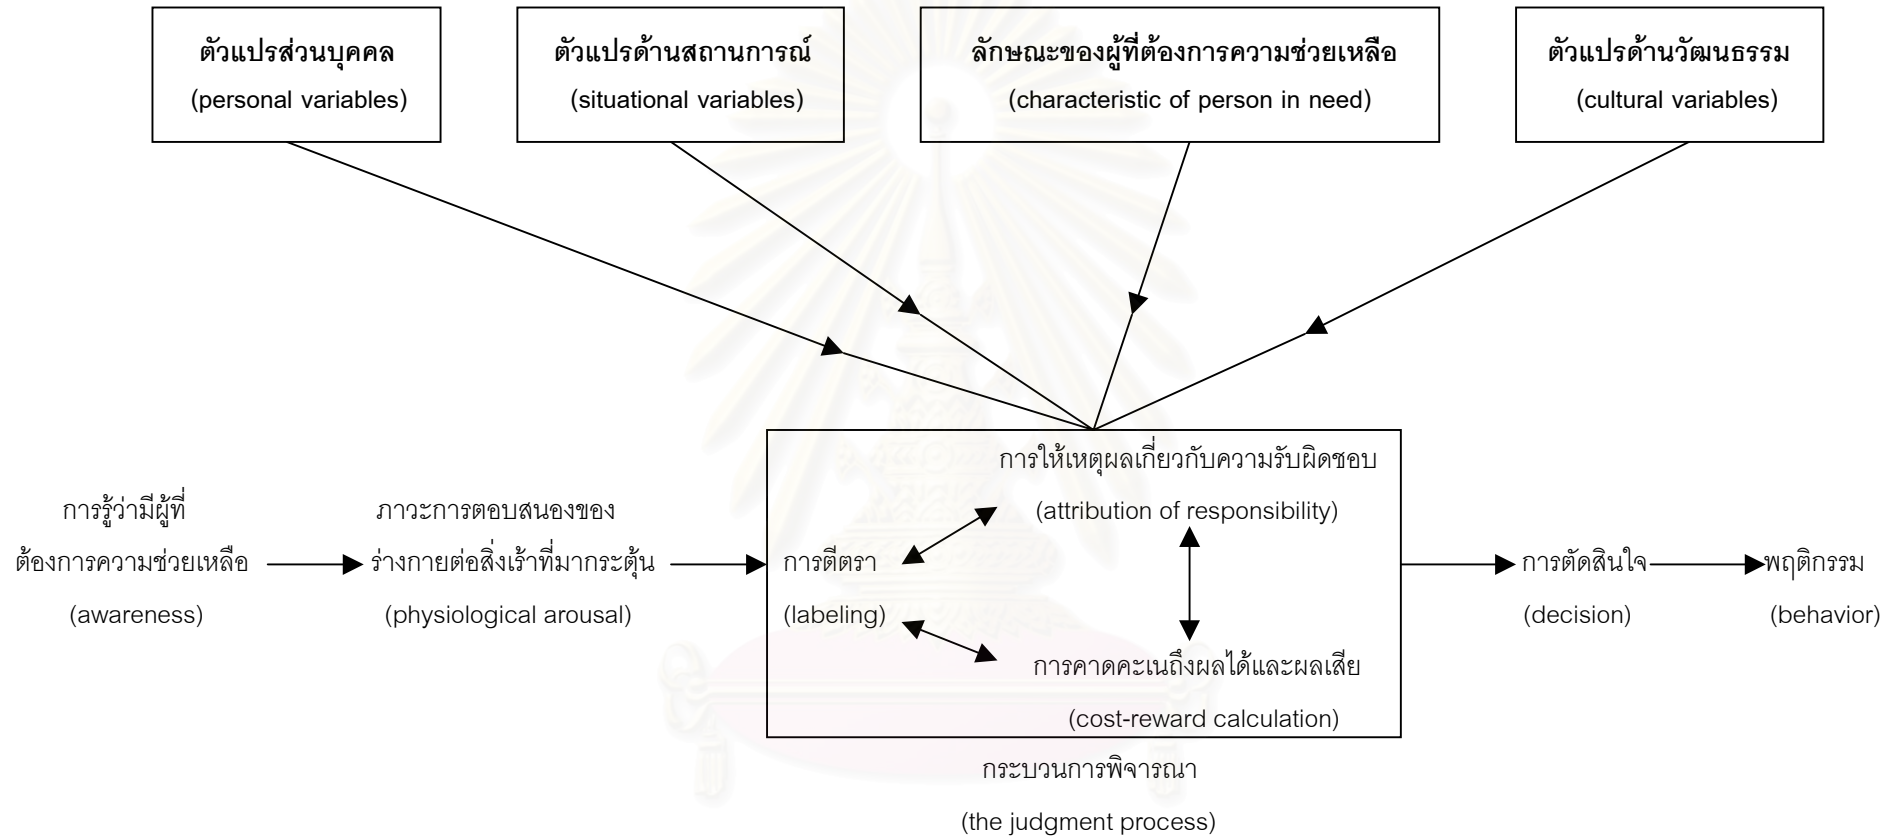 ตัวแปรส่วนบุคคล
(personal variables)
ตัวแปรด้านสถานการณ์
(situational variables)
ลักษณะของผู้ที่ต้องการความช่วยเหลือ
(characteristic of person in need)
ตัวแปรด้านวัฒนธรรม
(cultural variables)
การรู้ว่ามีผู้ที่
ต้องการความช่วยเหลือ
(awareness)
ภาวะการตอบสนองของ
ร่างกายต่อสิ่งเร้าที่มากระตุ้น
(physiological arousal)
การตีตรา
(labeling)
การให้เหตุผลเกี่ยวกับความรับผิดชอบ
(attribution of responsibility)
การคาดคะเนถึงผลได้และผลเสีย
(cost-reward calculation)
กระบวนการพิจารณา
(the judgment process)
การตัดสินใจ
(decision)
พฤติกรรม
(behavior)